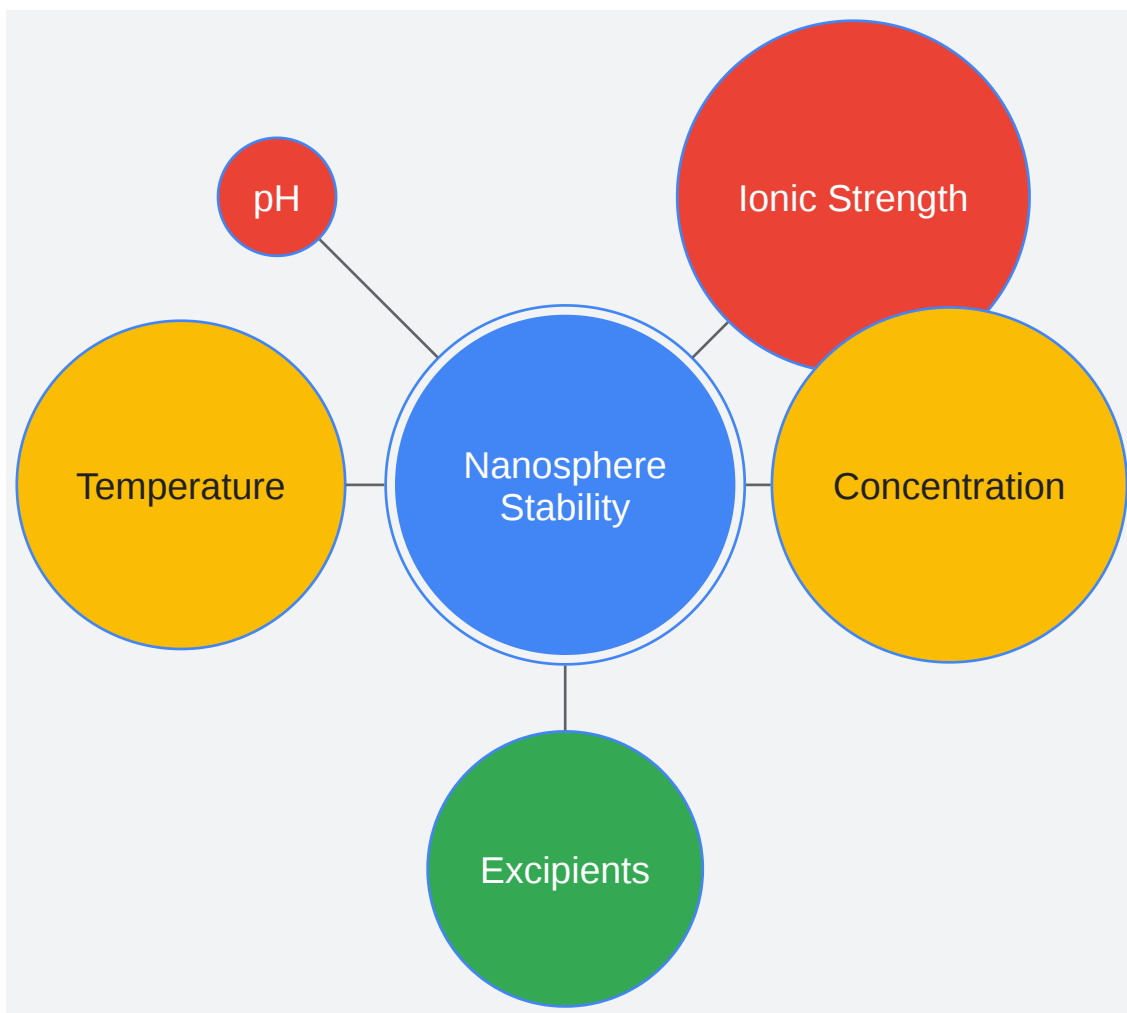 pH
Ionic Strength
Temperature
Nanosphere
Stability
Concentration
Excipients